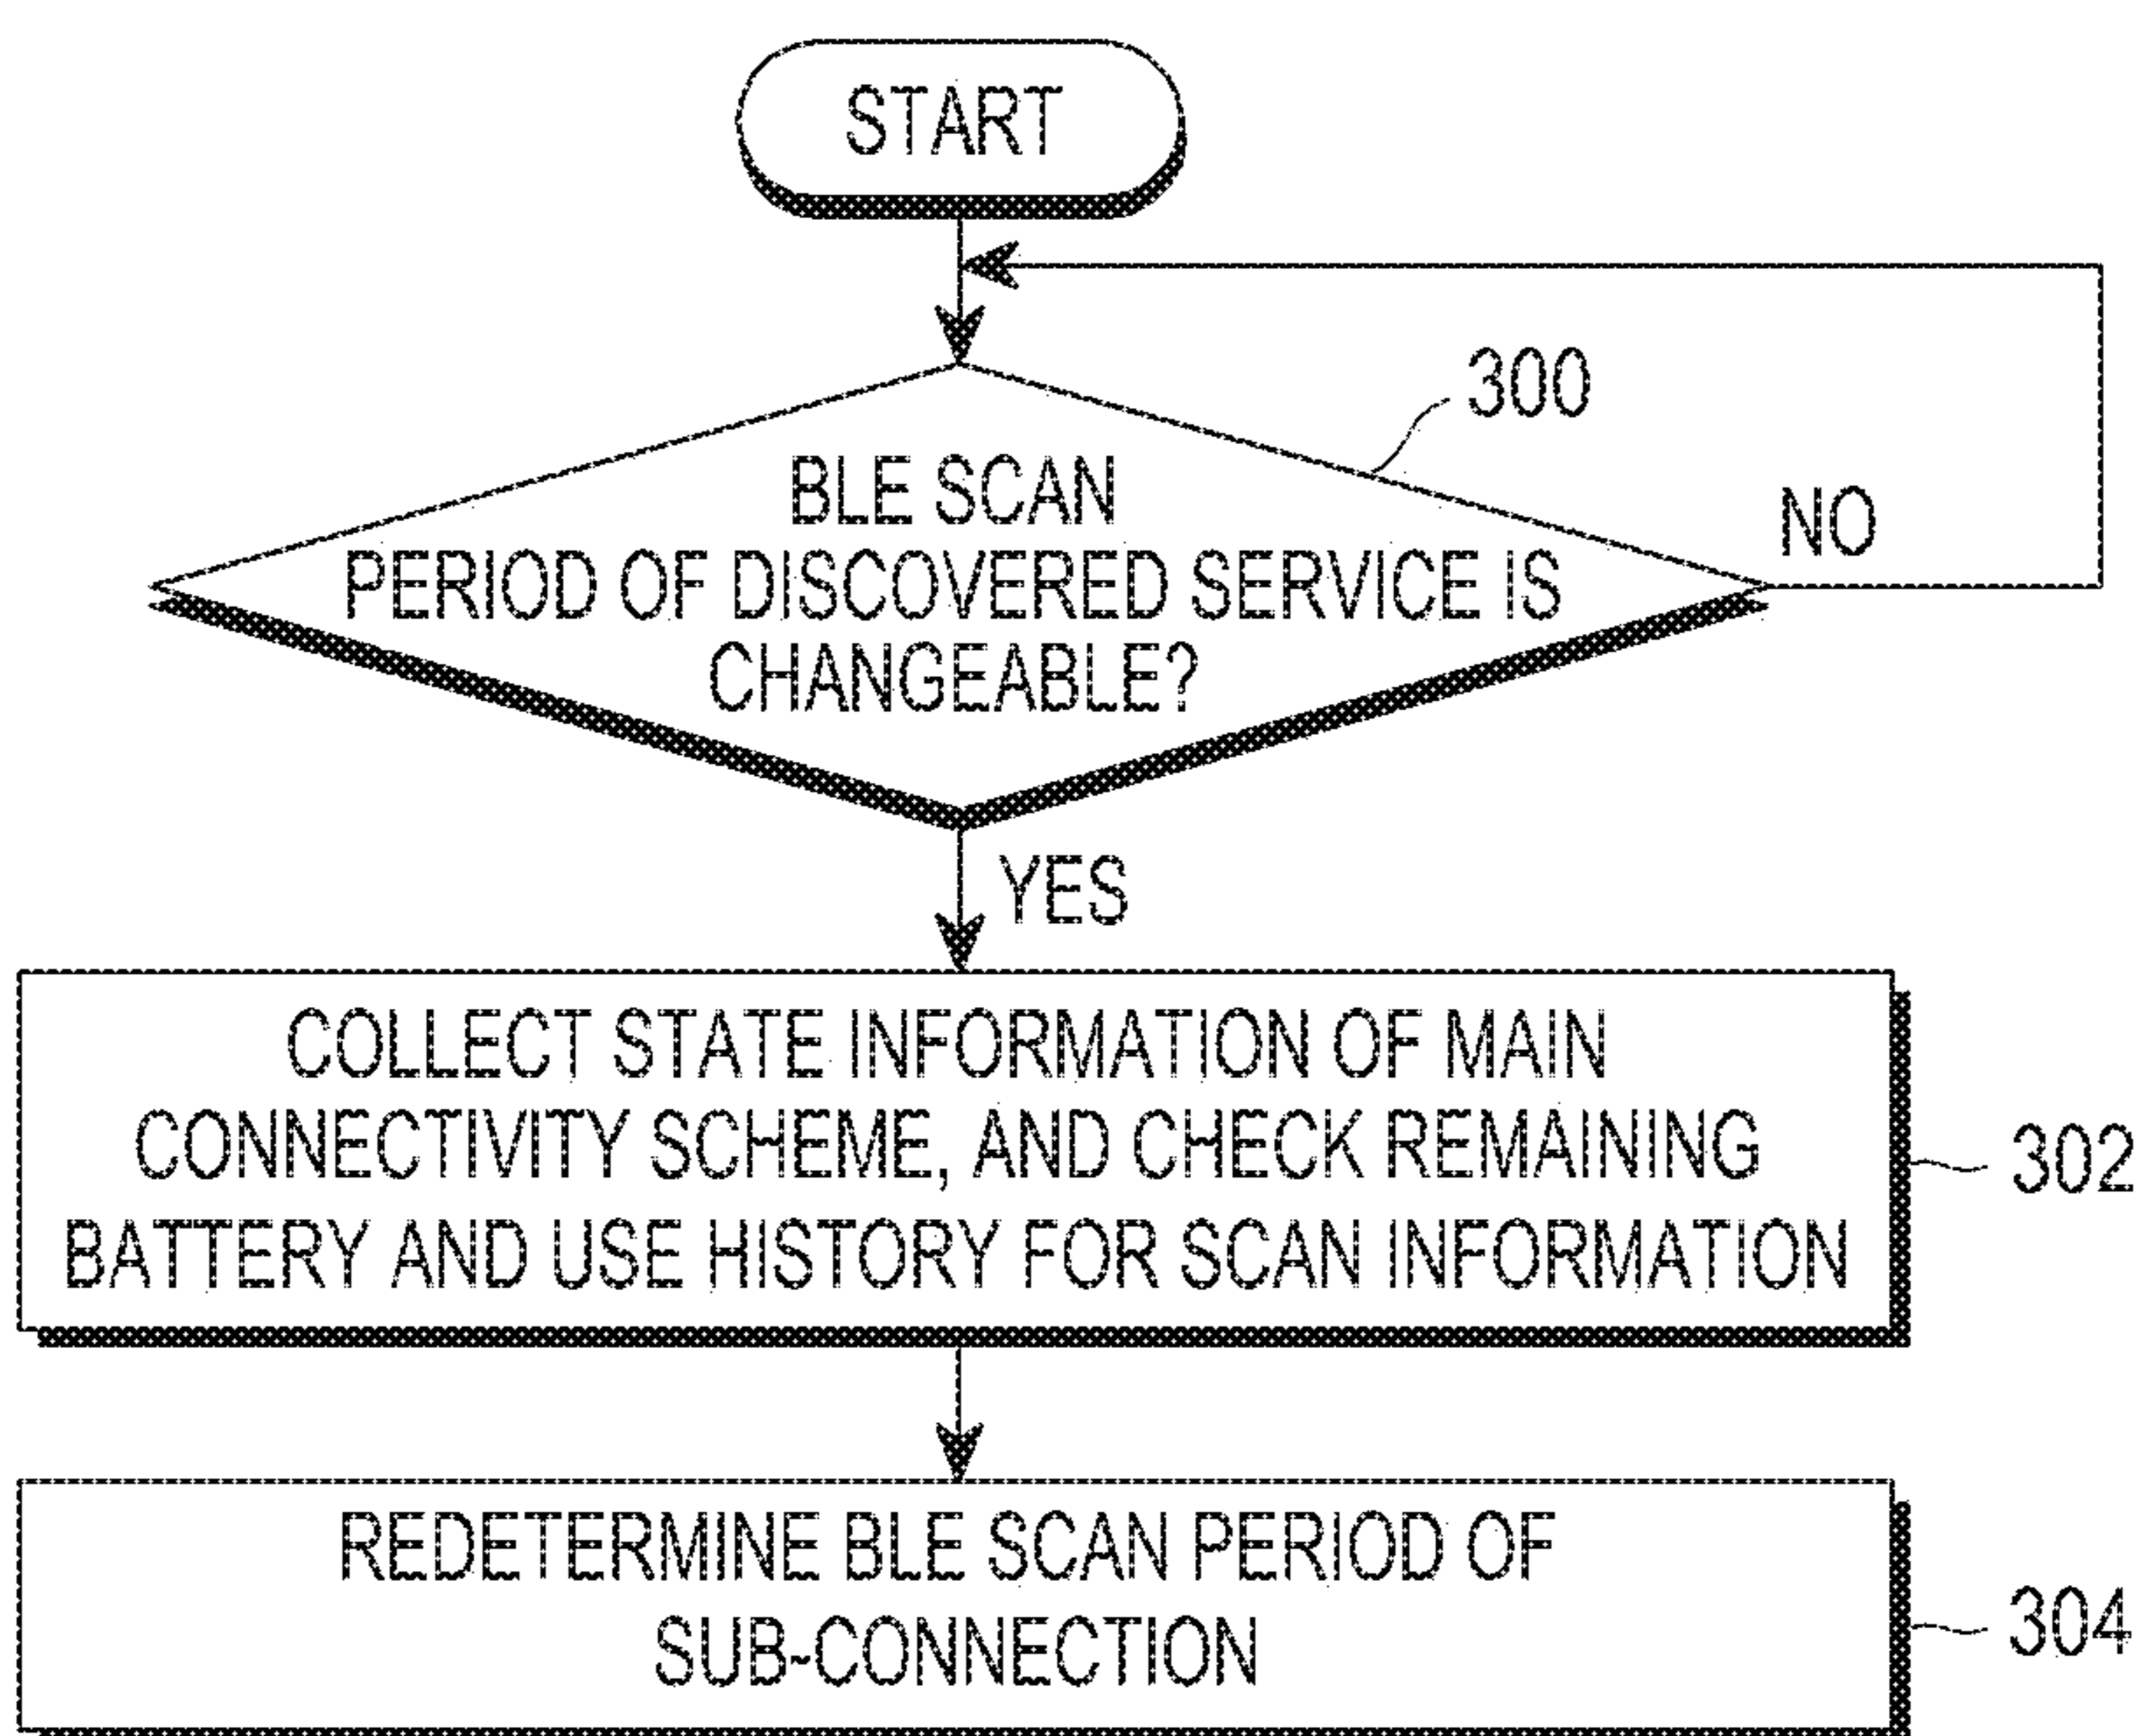 START
300
BLE SCAN
NO
PERIOD OF DISCOVERED SERVICE IS
CHANGEABLE?
YES
COLLECT STATE INFORMATION OF MAIN
CONNECTIVITY SCHEME, AND CHECK REMAINING
BATTERY AND USE HISTORY FOR SCAN INFORMATION
302
REDETERMINE BLE SCAN PERIOD OF
SUB-CONNECTION
304